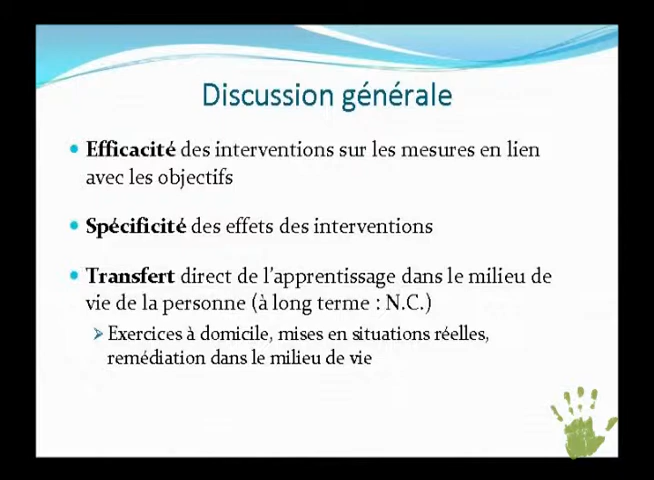 Discussion générale
Efficacité des interventions sur les mesures en lien
avec les objectifs
Spécificité des effets des interventions
Transfert direct de l'apprentissage dans le milieu de
vie de la personne (à long terme : N.C.)
Exercices à domicile, mises en situations réelles,
remédiation dans le milieu de vie